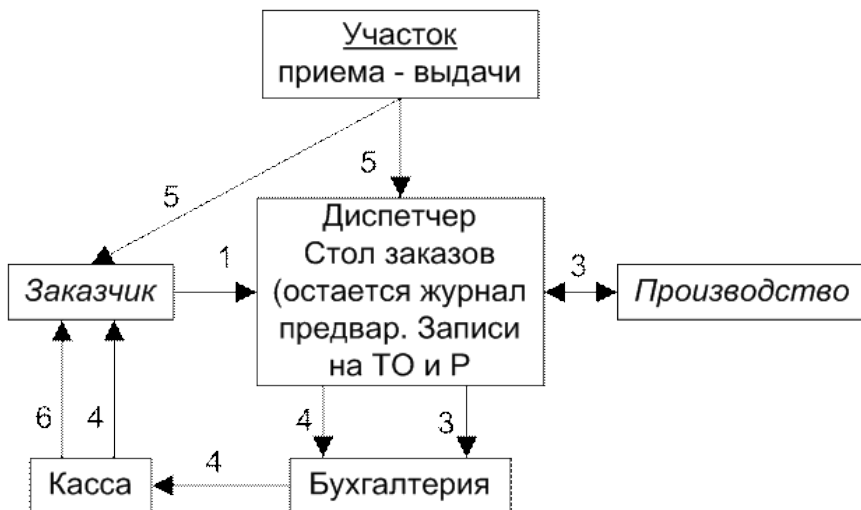 Участок
приема - выдачи
5
5
Диспетчер
Стол заказов
(остается журнал
предвар. Записи
на ТО и Р
Заказчик
1
3
Производство
6
4
4
3
Касса
4
Бухгалтерия